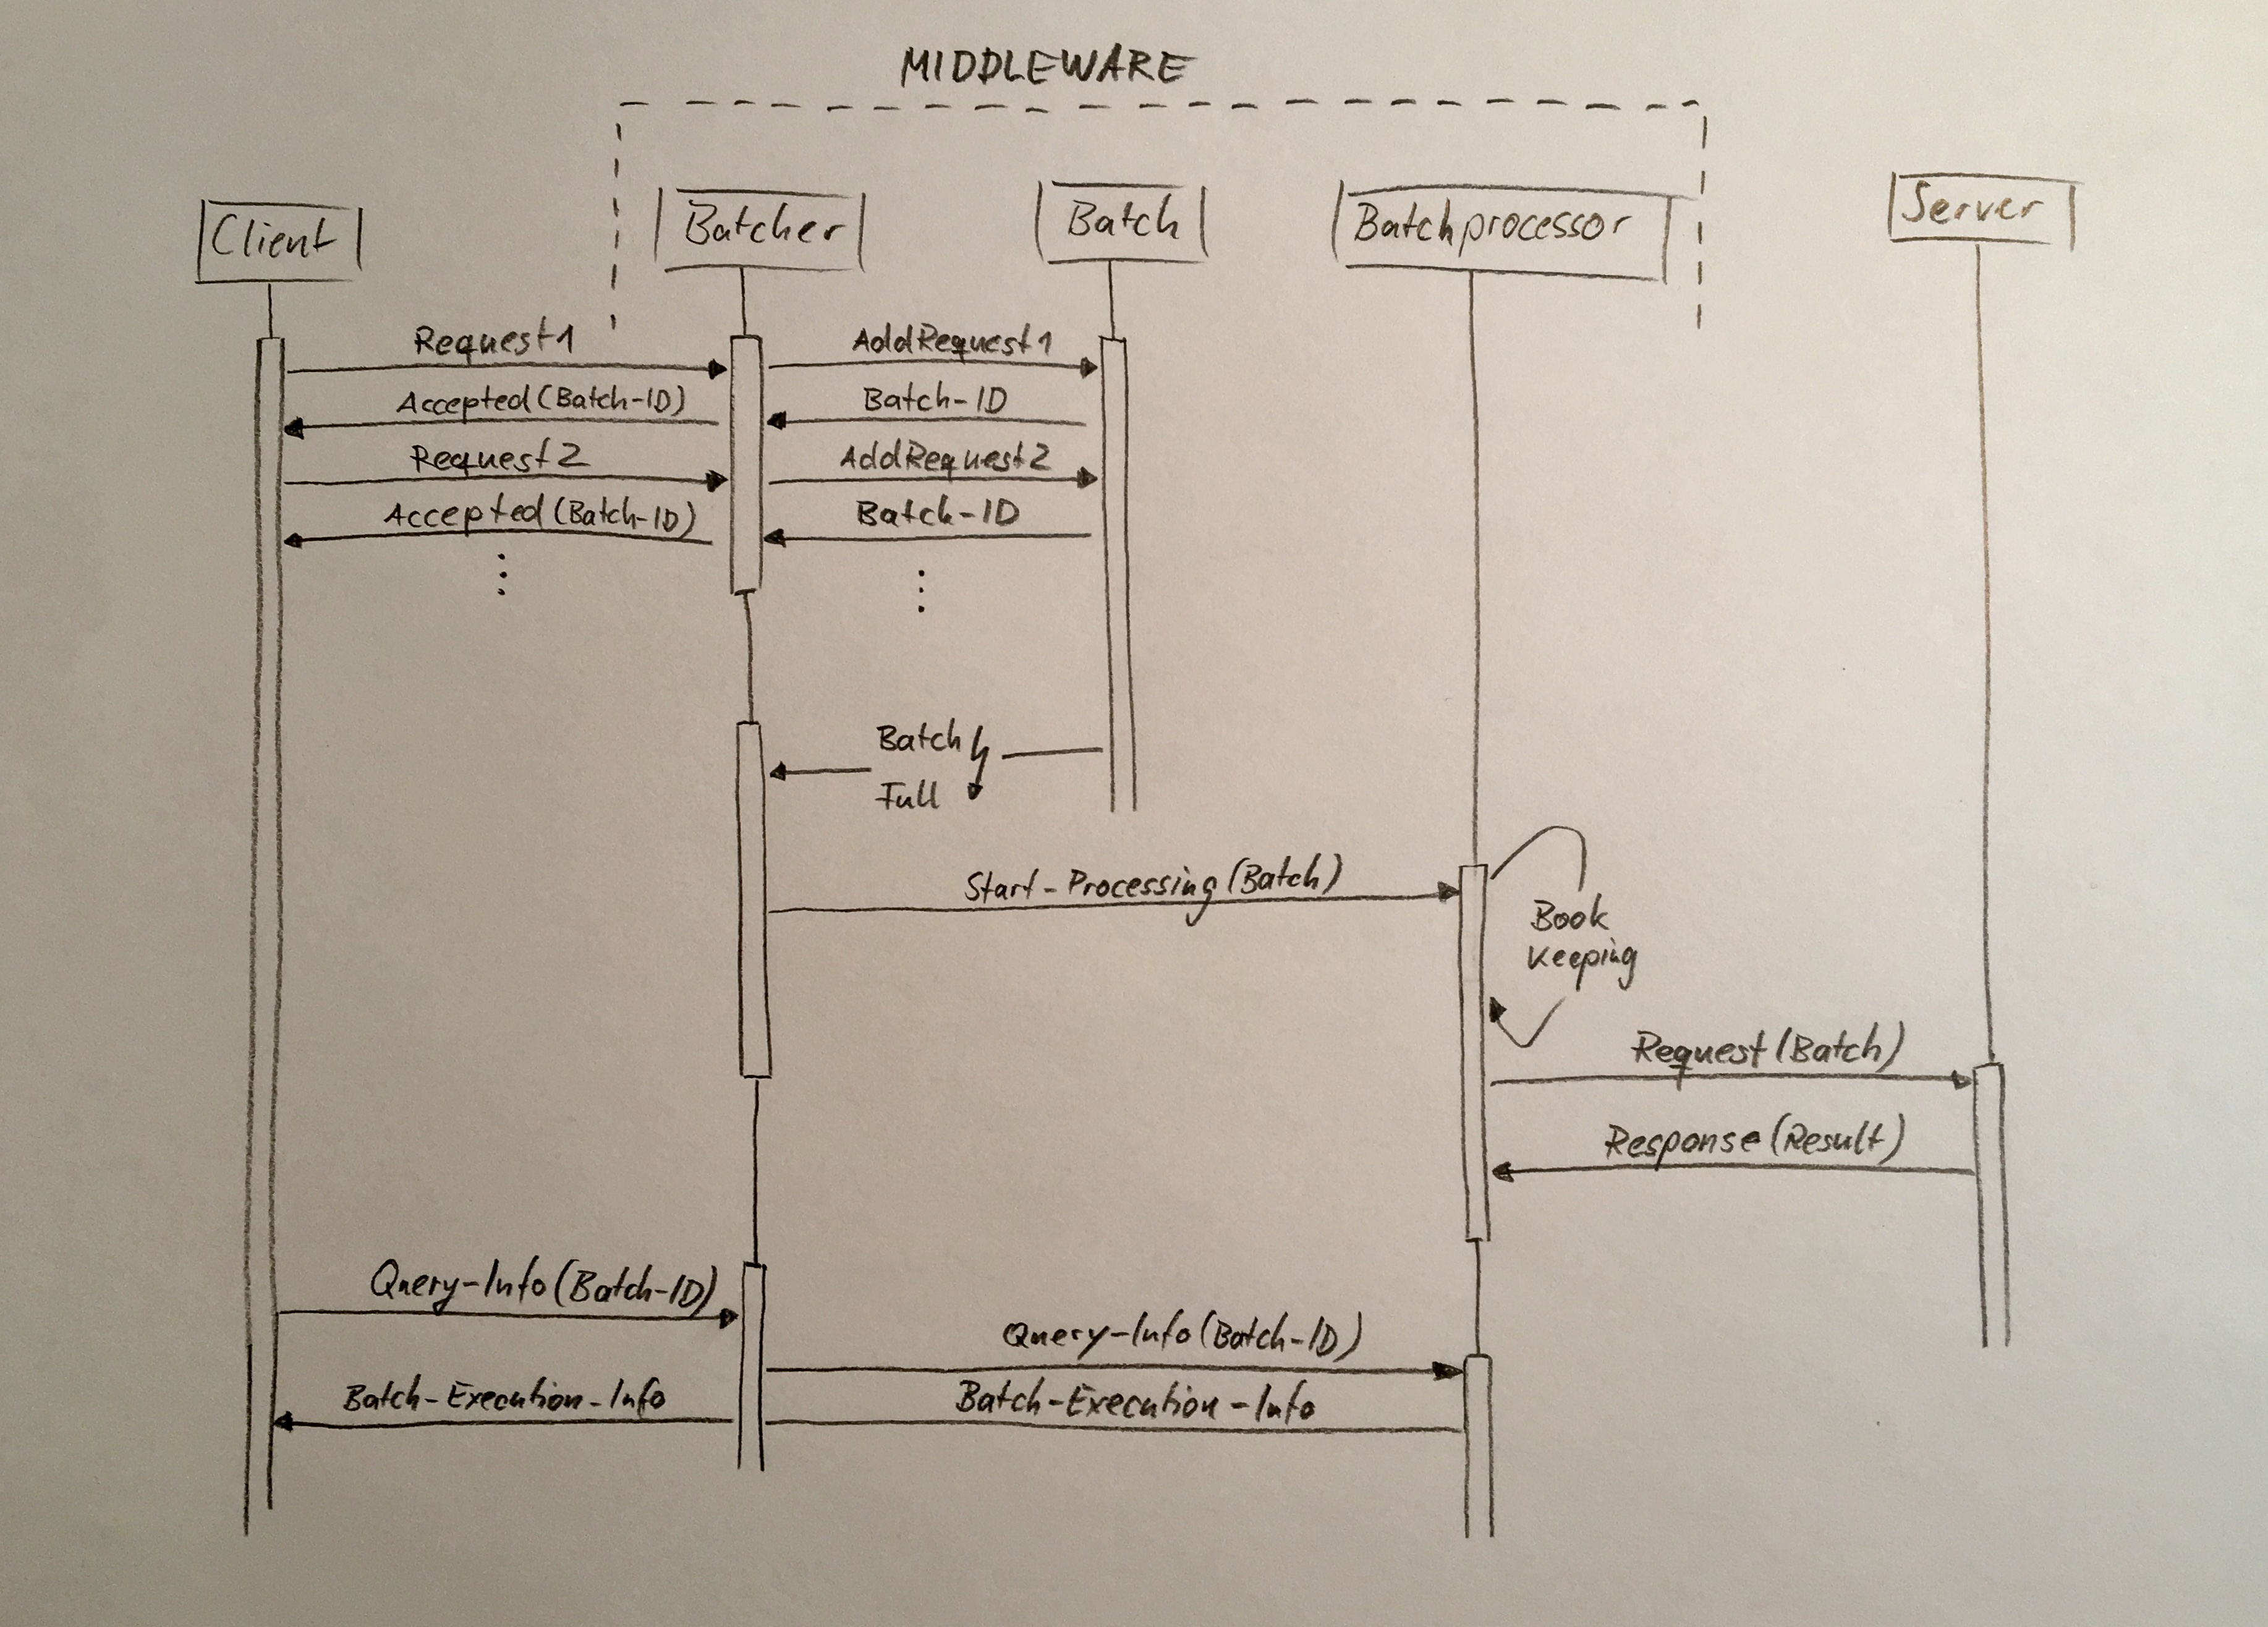 MIDDLEWARE
Client
Batcher
Batch
Batchprocessor
Server
Request1
AddRequest1
Accepted(Batch-ID)
Batch-ID
Request2
AddRequest2
Accepted(Batch-ID)
Batch-ID
Batch
Full
Start-Processing(Batch)
Book
Keeping
Request(Batch)
Response(Result)
Query-Info(Batch-ID)
Query-Info(Batch-ID)
Batch-Execution-Info
Batch-Execution-Info